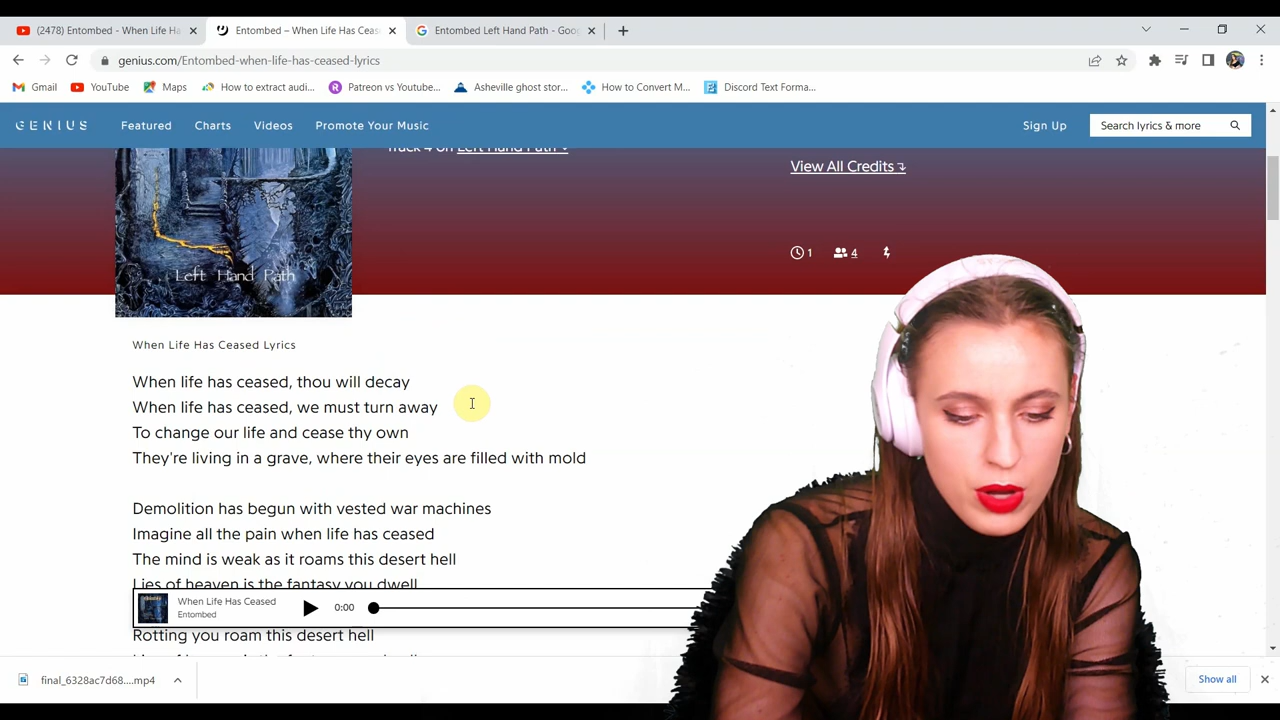 (2478) Entombed - When Life Ha
Entombed – When Life Has Ceas
Entombed Left Hand Path - Goo
genius.com/Entombed-when-life-has-ceased-lyrics
Gmail
YouTube
Maps
How to extract audi...
Patreon vs Youtube...
Asheville ghost stor...
How to Convert M...
Discord Text Forma...
GENIUS
Featured
Charts
Videos
Promote Your Music
Sign Up
Search lyrics & more
Track 4 on Left Hand Path
View All Credits
1
4
Left Hand Path
When Life Has Ceased Lyrics
When life has ceased, thou will decay
When life has ceased, we must turn away
To change our life and cease thy own
They're living in a grave, where their eyes are filled with mold
Demolition has begun with vested war machines
Imagine all the pain when life has ceased
The mind is weak as it roams this desert hell
Lies of heaven is the fantasy you dwell
When Life Has Ceased
Entombed
0:00
Rotting you roam this desert hell
final_6328ac7d68....mp4
Show all